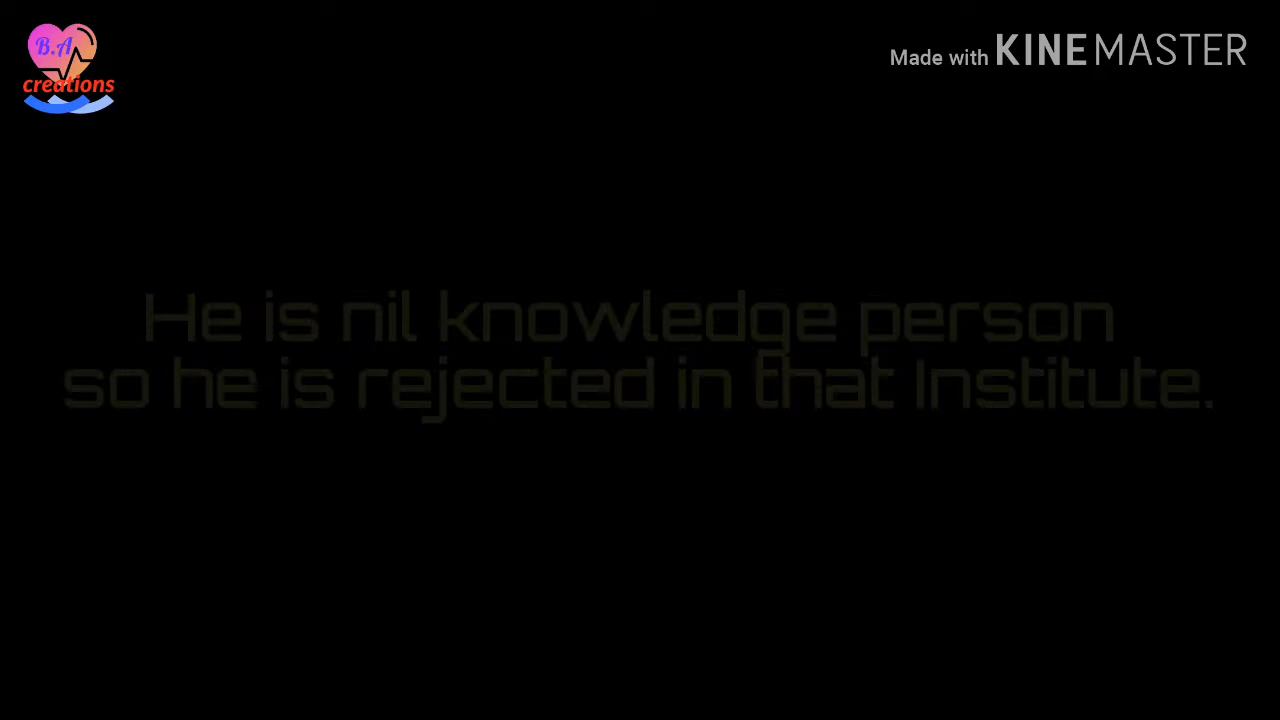 B.A
creations
Made with KINEMASTER
He is nil knowledge person
so he is rejected in that Institute.